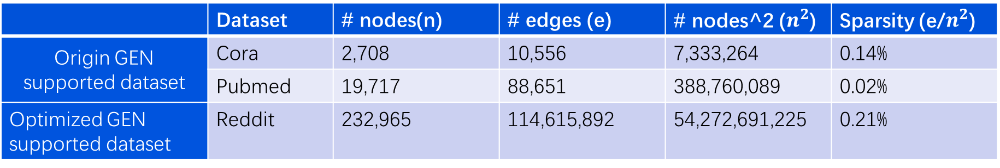 Dataset # nodes(n) # edges (e) # nodes^2 (n²) Sparsity (e/n²)
Origin GEN
supported dataset
Cora 2,708 10,556 7,333,264 0.14%
Pubmed 19,717 88,651 388,760,089 0.02%
Optimized GEN
supported dataset
Reddit 232,965 114,615,892 54,272,691,225 0.21%